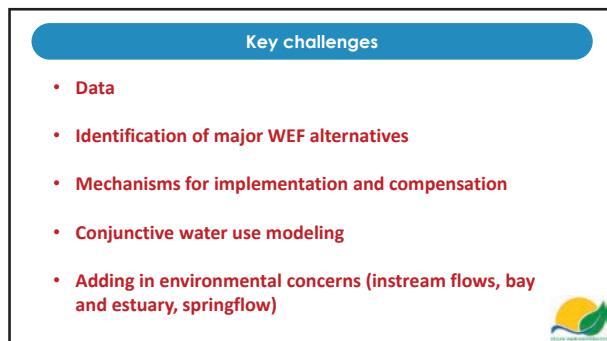 Key challenges
• Data
• Identification of major WEF alternatives
• Mechanisms for implementation and compensation
• Conjunctive water use modeling
• Adding in environmental concerns (instream flows, bay
and estuary, springflow)